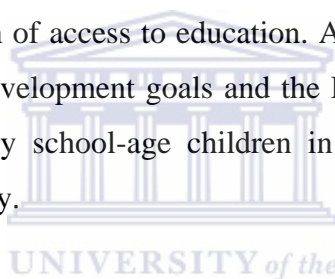 n of access to education. A
velopment goals and the
y school-age children in
y.
UNIVERSITY of the